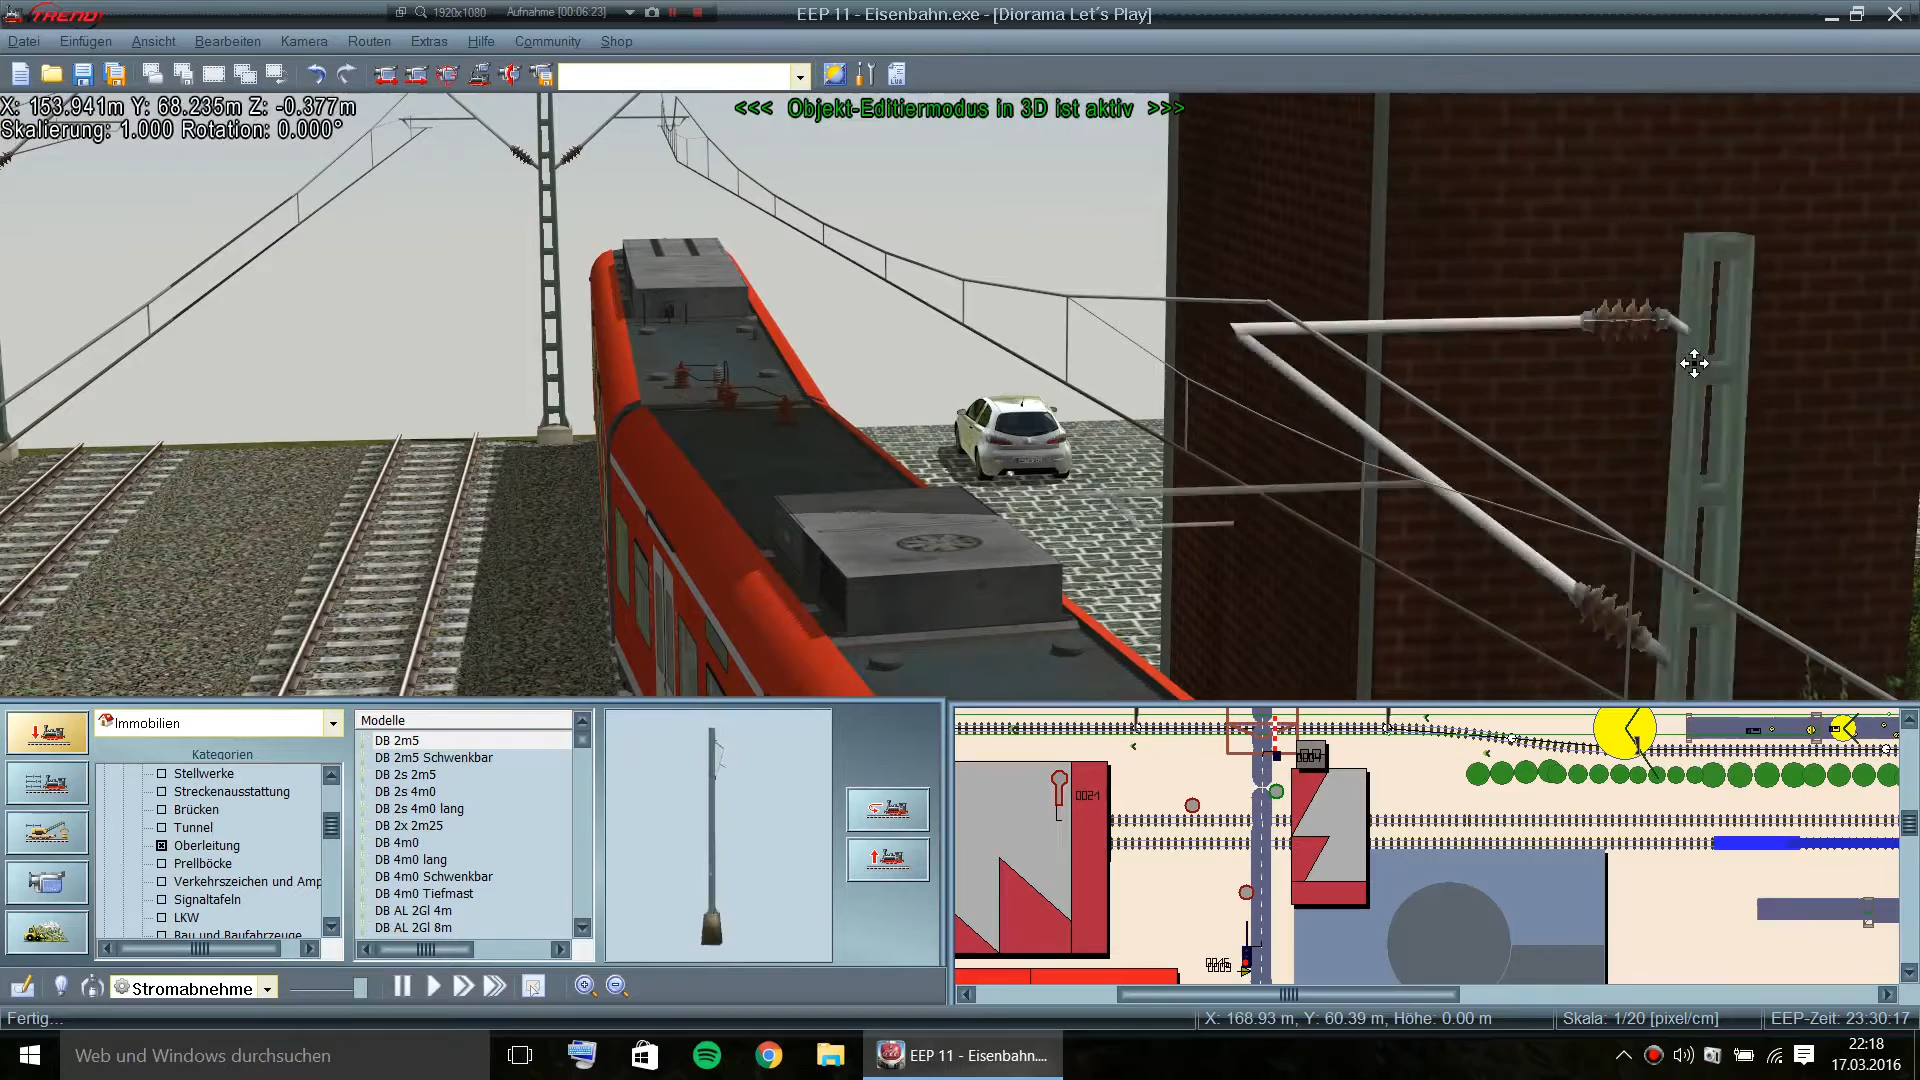 TREND
1920x1080
Aufnahme [00:06:23]
EEP 11 - Eisenbahn.exe - [Diorama Let´s Play]
Datei Einfügen Ansicht Bearbeiten Kamera Routen Extras Hilfe Community Shop
X: 153.941m Y: 68.235m Z: -0.377m
Skalierung: 1.000 Rotation: 0.000°
<<< Objekt-Editiermodus in 3D ist aktiv >>>
Immobilien
Kategorien
Stellwerke
Streckenausstattung
Brücken
Tunnel
Oberleitung
Prellböcke
Verkehrszeichen und Amp
Signaltafeln
LKW
Bau und Baufahrzeuge
Modelle
DB 2m5
DB 2m5 Schwenkbar
DB 2s 2m5
DB 2s 4m0
DB 2s 4m0 lang
DB 2x 2m25
DB 4m0
DB 4m0 lang
DB 4m0 Schwenkbar
DB 4m0 Tiefmast
DB AL 2Gl 4m
DB AL 2Gl 8m
0021
Stromabnehme
Fertig...
X: 168.93 m, Y: 60.39 m, Höhe: 0.00 m
Skala: 1/20 [pixel/cm]
EEP-Zeit: 23:30:17
Web und Windows durchsuchen
EEP 11 - Eisenbahn....
22:18
17.03.2016